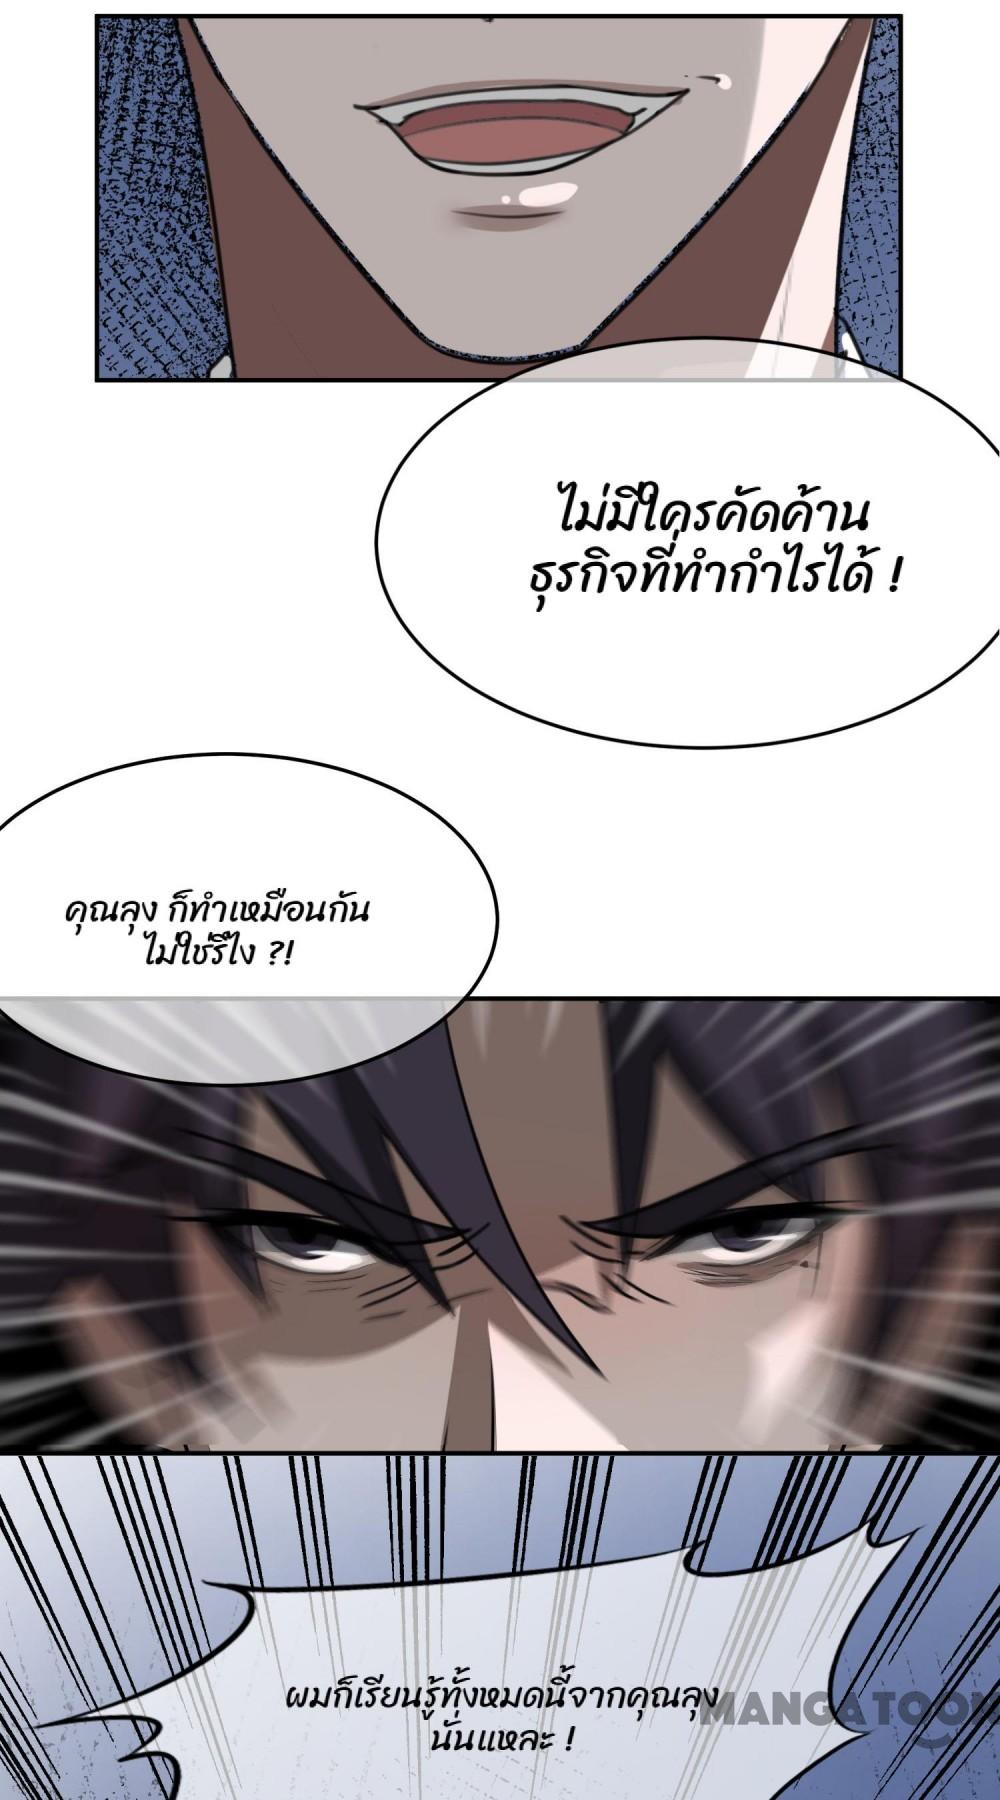 ไม่มีใครคัดค้าน
ธุรกิจที่ทำกำไรได้ !
คุณลุง ก็ทำเหมือนกัน
ไม่ใช่รึไง ?!
ผมก็เรียนรู้ทั้งหมดนี้จากคุณลุง
นั่นแหละ !
MANGATOON